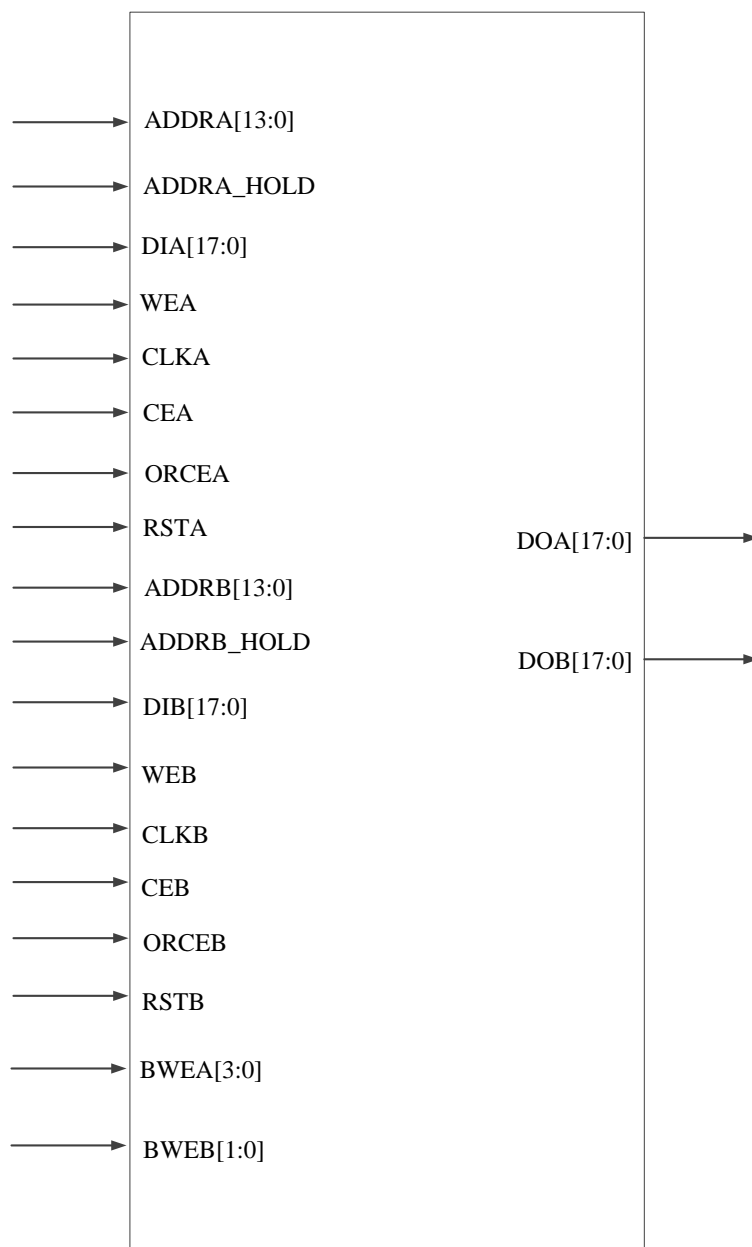 ADDRA[13:0]
ADDRA_HOLD
DIA[17:0]
WEA
CLKA
CEA
ORCEA
RSTA
DOA[17:0]
ADDRB[13:0]
ADDRB_HOLD
DOB[17:0]
DIB[17:0]
WEB
CLKB
CEB
ORCEB
RSTB
BWEA[3:0]
BWEB[1:0]